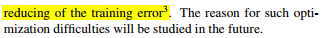 reducing of the training error³. The reason for such opti-
mization difficulties will be studied in the future.